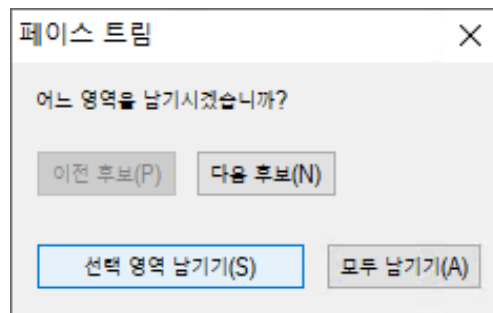 페이스 트림
어느 영역을 남기시겠습니까?
이전 후보(P) 다음 후보(N)
선택 영역 남기기(S) 모두 남기기(A)